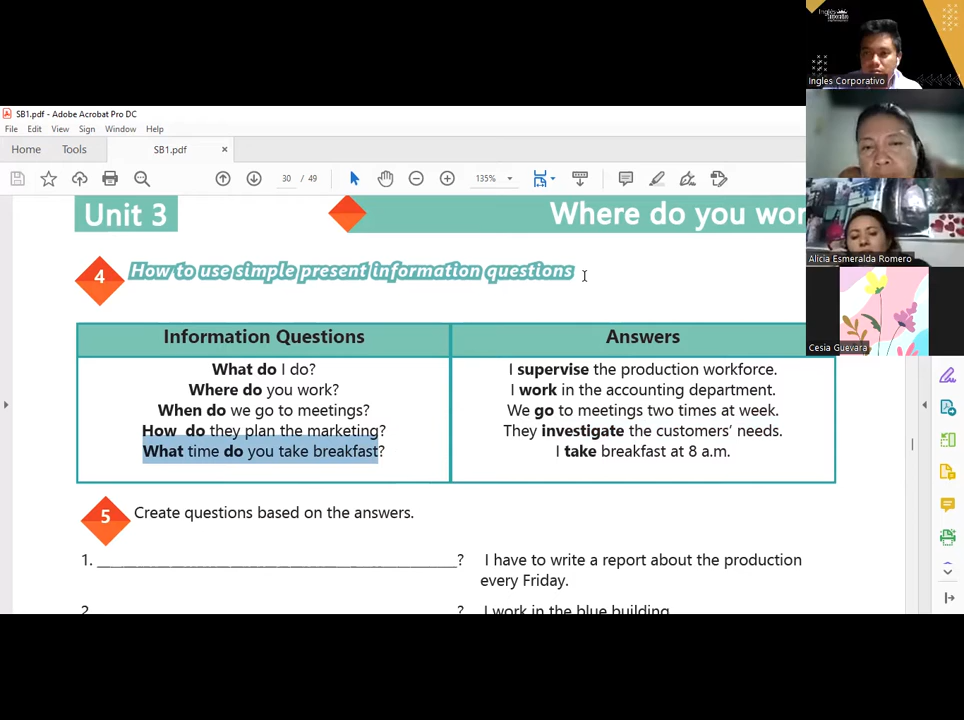 Inglés
Corporativo
Ingles Corporativo
SB1.pdf - Adobe Acrobat Pro DC
File Edit View Sign Window Help
Home Tools SB1.pdf ×
30 / 49 135%
Unit 3
Where do you wor
4 How to use simple present information questions
Information Questions
Answers
What do I do?
I supervise the production workforce.
Where do you work?
I work in the accounting department.
When do we go to meetings?
We go to meetings two times at week.
How do they plan the marketing?
They investigate the customers’ needs.
What time do you take breakfast?
I take breakfast at 8 a.m.
5 Create questions based on the answers.
1. ________________________________________? I have to write a report about the production
every Friday.
2. ? I work in the blue building
Alicia Esmeralda Romero
Cesia Guevara